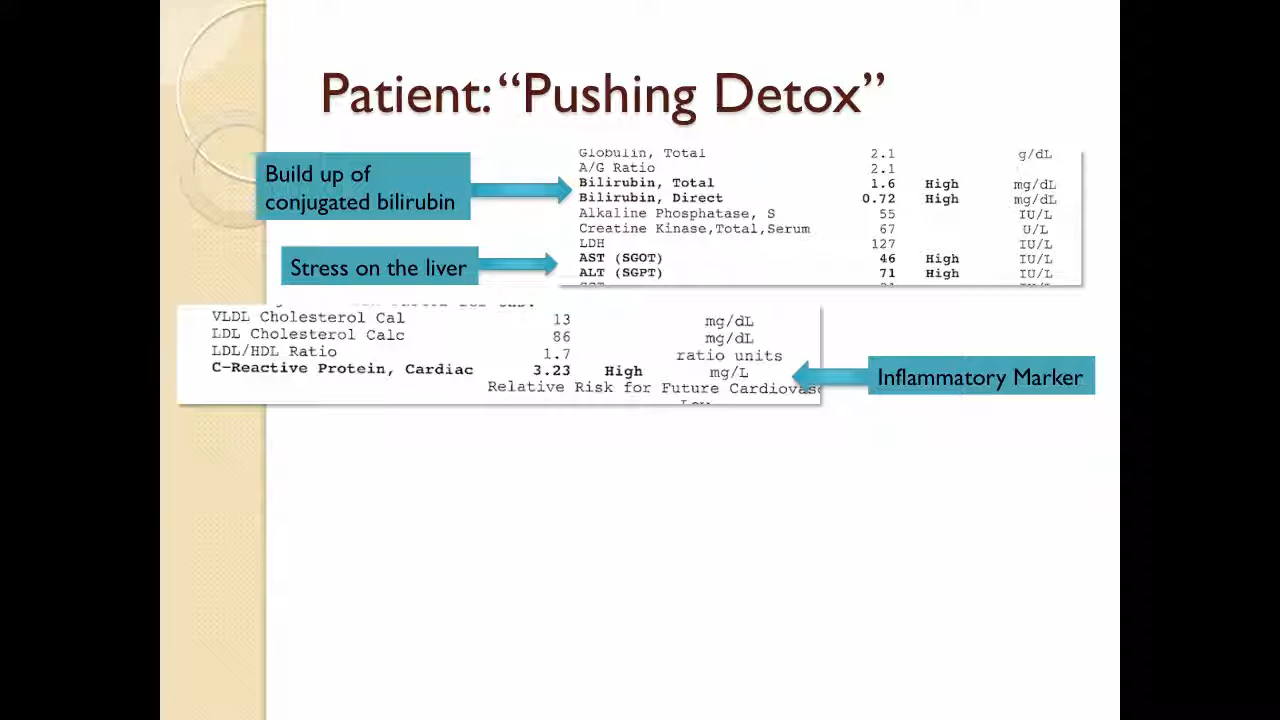 Patient: “Pushing Detox”
Build up of
conjugated bilirubin
Globulin, Total 2.1 g/dL
A/G Ratio 2.1
Bilirubin, Total 1.6 High mg/dL
Bilirubin, Direct 0.72 High mg/dL
Alkaline Phosphatase, S 55 IU/L
Creatine Kinase,Total,Serum 67 U/L
LDH 127 IU/L
AST (SGOT) 46 High IU/L
ALT (SGPT) 71 High IU/L
Stress on the liver
VLDL Cholesterol Cal 13 mg/dL
LDL Cholesterol Calc 86 mg/dL
LDL/HDL Ratio 1.7 ratio units
C-Reactive Protein, Cardiac 3.23 High mg/L
Relative Risk for Future Cardiovasc
Inflammatory Marker